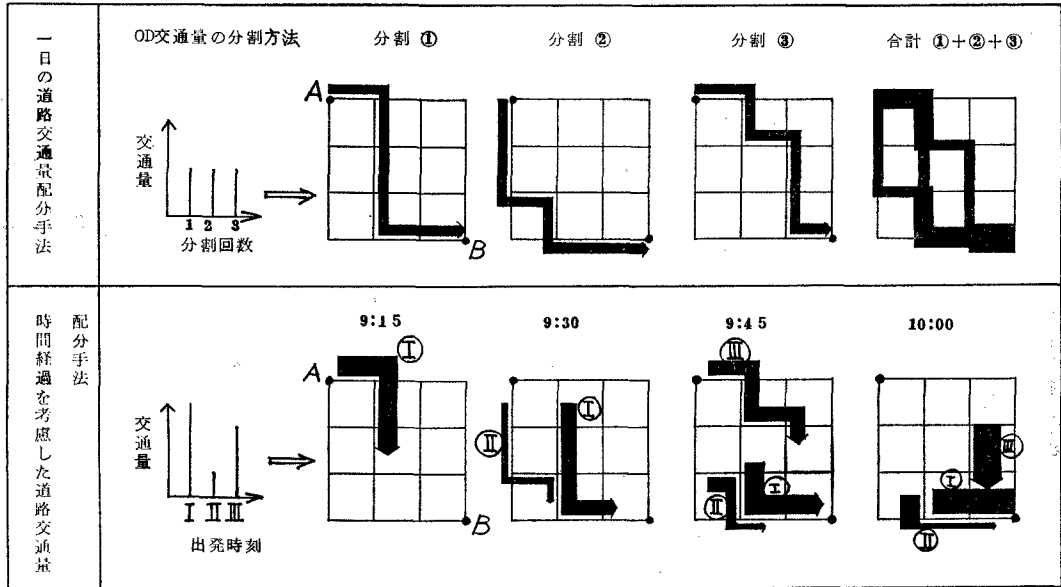 一日の道路交通量配分手法
OD交通量の分割方法
分割 ①
分割 ②
分割 ③
合計 ①+②+③
交通量
1 2 3
分割回数
A
B
時間経過を考慮した道路交通量
配分手法
9:15
9:30
9:45
10:00
交通量
I II III
出発時刻
A
B
I
II
I
III
II
I
III
I
II